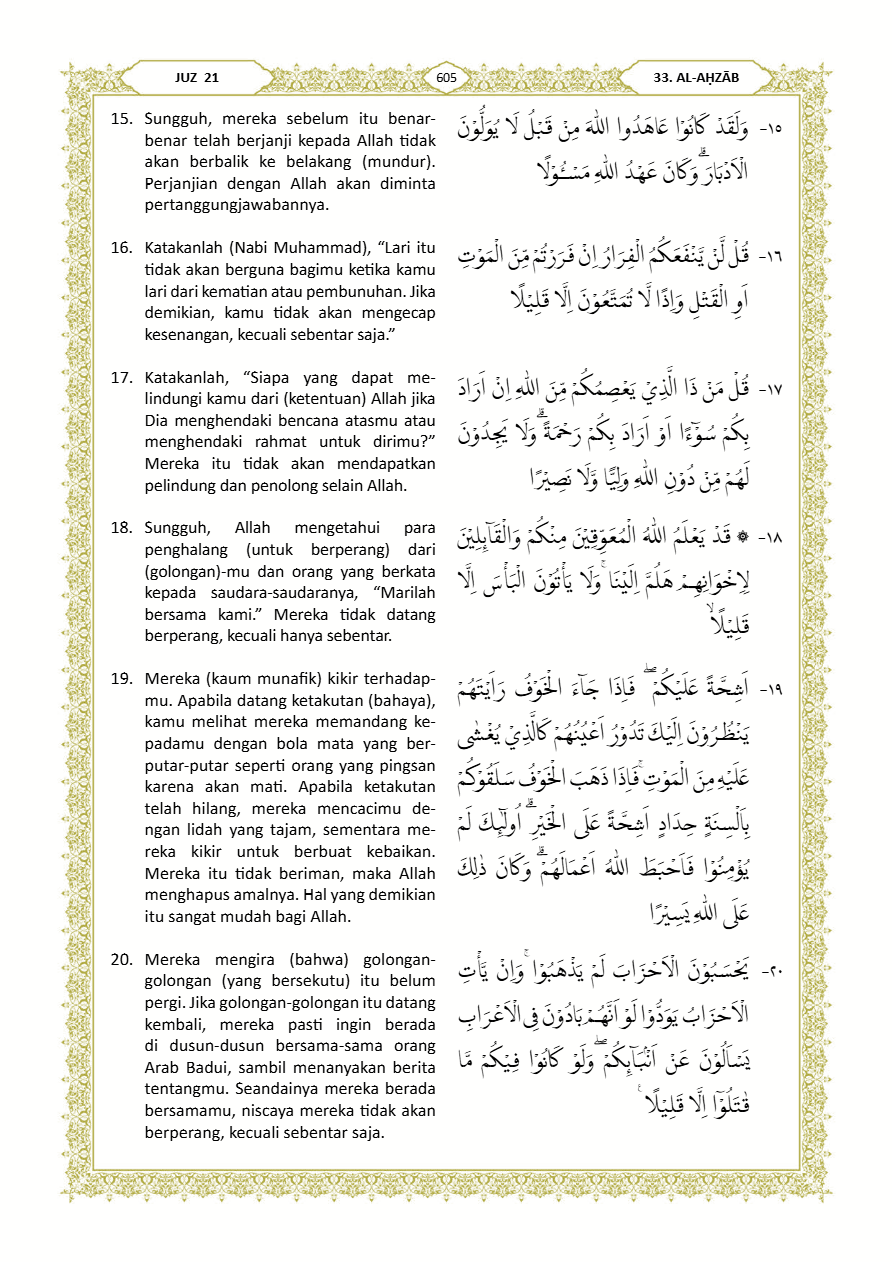 JUZ 21
605
33. AL-AḤZĀB
15. Sungguh, mereka sebelum itu benar-
benar telah berjanji kepada Allah tidak
akan berbalik ke belakang (mundur).
Perjanjian dengan Allah akan diminta
pertanggungjawabannya.
١٥- وَلَقَدْ كَانُوْا عَاهَدُوا اللّٰهَ مِنْ قَبْلُ لَا يُوَلُّوْنَ
الْاَدْبَارَۗ وَكَانَ عَهْدُ اللّٰهِ مَسْـُٔوْلًا
16. Katakanlah (Nabi Muhammad), “Lari itu
tidak akan berguna bagimu ketika kamu
lari dari kematian atau pembunuhan. Jika
demikian, kamu tidak akan mengecap
kesenangan, kecuali sebentar saja.”
١٦- قُلْ لَّنْ يَّنْفَعَكُمُ الْفِرَارُ اِنْ فَرَرْتُمْ مِّنَ الْمَوْتِ
اَوِ الْقَتْلِ وَاِذًا لَّا تُمَتَّعُوْنَ اِلَّا قَلِيْلًا
17. Katakanlah, “Siapa yang dapat me-
lindungi kamu dari (ketentuan) Allah jika
Dia menghendaki bencana atasmu atau
menghendaki rahmat untuk dirimu?”
Mereka itu tidak akan mendapatkan
pelindung dan penolong selain Allah.
١٧- قُلْ مَنْ ذَا الَّذِيْ يَعْصِمُكُمْ مِّنَ اللّٰهِ اِنْ اَرَادَ
بِكُمْ سُوْۤءًا اَوْ اَرَادَ بِكُمْ رَحْمَةً ۗوَلَا يَجِدُوْنَ
لَهُمْ مِّنْ دُوْنِ اللّٰهِ وَلِيًّا وَّلَا نَصِيْرًا
18. Sungguh, Allah mengetahui para
penghalang (untuk berperang) dari
(golongan)-mu dan orang yang berkata
kepada saudara-saudaranya, “Marilah
bersama kami.” Mereka tidak datang
berperang, kecuali hanya sebentar.
١٨- ۞ قَدْ يَعْلَمُ اللّٰهُ الْمُعَوِّقِيْنَ مِنْكُمْ وَالْقَاۤىِٕلِيْنَ
لِاِخْوَانِهِمْ هَلُمَّ اِلَيْنَا ۚوَلَا يَأْتُوْنَ الْبَأْسَ اِلَّا
قَلِيْلًاۙ
19. Mereka (kaum munafik) kikir terhadap-
mu. Apabila datang ketakutan (bahaya),
kamu melihat mereka memandang ke-
padamu dengan bola mata yang ber-
putar-putar seperti orang yang pingsan
karena akan mati. Apabila ketakutan
telah hilang, mereka mencacimu de-
ngan lidah yang tajam, sementara me-
reka kikir untuk berbuat kebaikan.
Mereka itu tidak beriman, maka Allah
menghapus amalnya. Hal yang demikian
itu sangat mudah bagi Allah.
١٩- اَشِحَّةً عَلَيْكُمْ ۖ فَاِذَا جَاۤءَ الْخَوْفُ رَاَيْتَهُمْ
يَنْظُرُوْنَ اِلَيْكَ تَدُوْرُ اَعْيُنُهُمْ كَالَّذِيْ يُغْشٰى
عَلَيْهِ مِنَ الْمَوْتِۚ فَاِذَا ذَهَبَ الْخَوْفُ سَلَقُوْكُمْ
بِاَلْسِنَةٍ حِدَادٍ اَشِحَّةً عَلَى الْخَيْرِۗ اُولٰۤىِٕكَ لَمْ
يُؤْمِنُوْا فَاَحْبَطَ اللّٰهُ اَعْمَالَهُمْۗ وَكَانَ ذٰلِكَ
عَلَى اللّٰهِ يَسِيْرًا
20. Mereka mengira (bahwa) golongan-
golongan (yang bersekutu) itu belum
pergi. Jika golongan-golongan itu datang
kembali, mereka pasti ingin berada
di dusun-dusun bersama-sama orang
Arab Badui, sambil menanyakan berita
tentangmu. Seandainya mereka berada
bersamamu, niscaya mereka tidak akan
berperang, kecuali sebentar saja.
٢٠- يَحْسَبُوْنَ الْاَحْزَابَ لَمْ يَذْهَبُوْا ۚوَاِنْ يَّأْتِ
الْاَحْزَابُ يَوَدُّوْا لَوْ اَنَّهُمْ بَادُوْنَ فِى الْاَعْرَابِ
يَسْاَلُوْنَ عَنْ اَنْۢبَاۤىِٕكُمْ ۖوَلَوْ كَانُوْا فِيْكُمْ مَّا
قٰتَلُوْٓا اِلَّا قَلِيْلًا ۚ